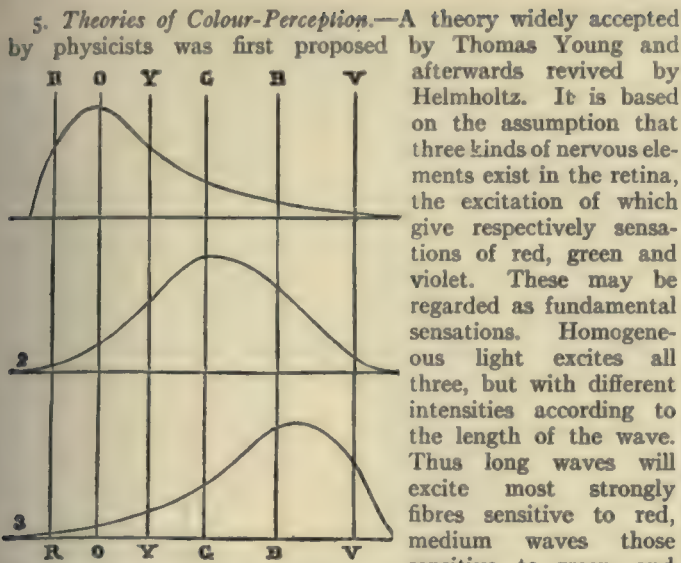 5. Theories of Colour-Perception.—A theory widely accepted
by physicists was first proposed by Thomas Young and
afterwards revived by
Helmholtz. It is based
on the assumption that
three kinds of nervous ele-
ments exist in the retina,
the excitation of which
give respectively sensa-
tions of red, green and
violet. These may be
regarded as fundamental
sensations. Homogene-
ous light excites all
three, but with different
intensities according to
the length of the wave.
Thus long waves will
excite most strongly
fibres sensitive to red,
medium waves those
R O Y G B V
2
3
R O Y G B V